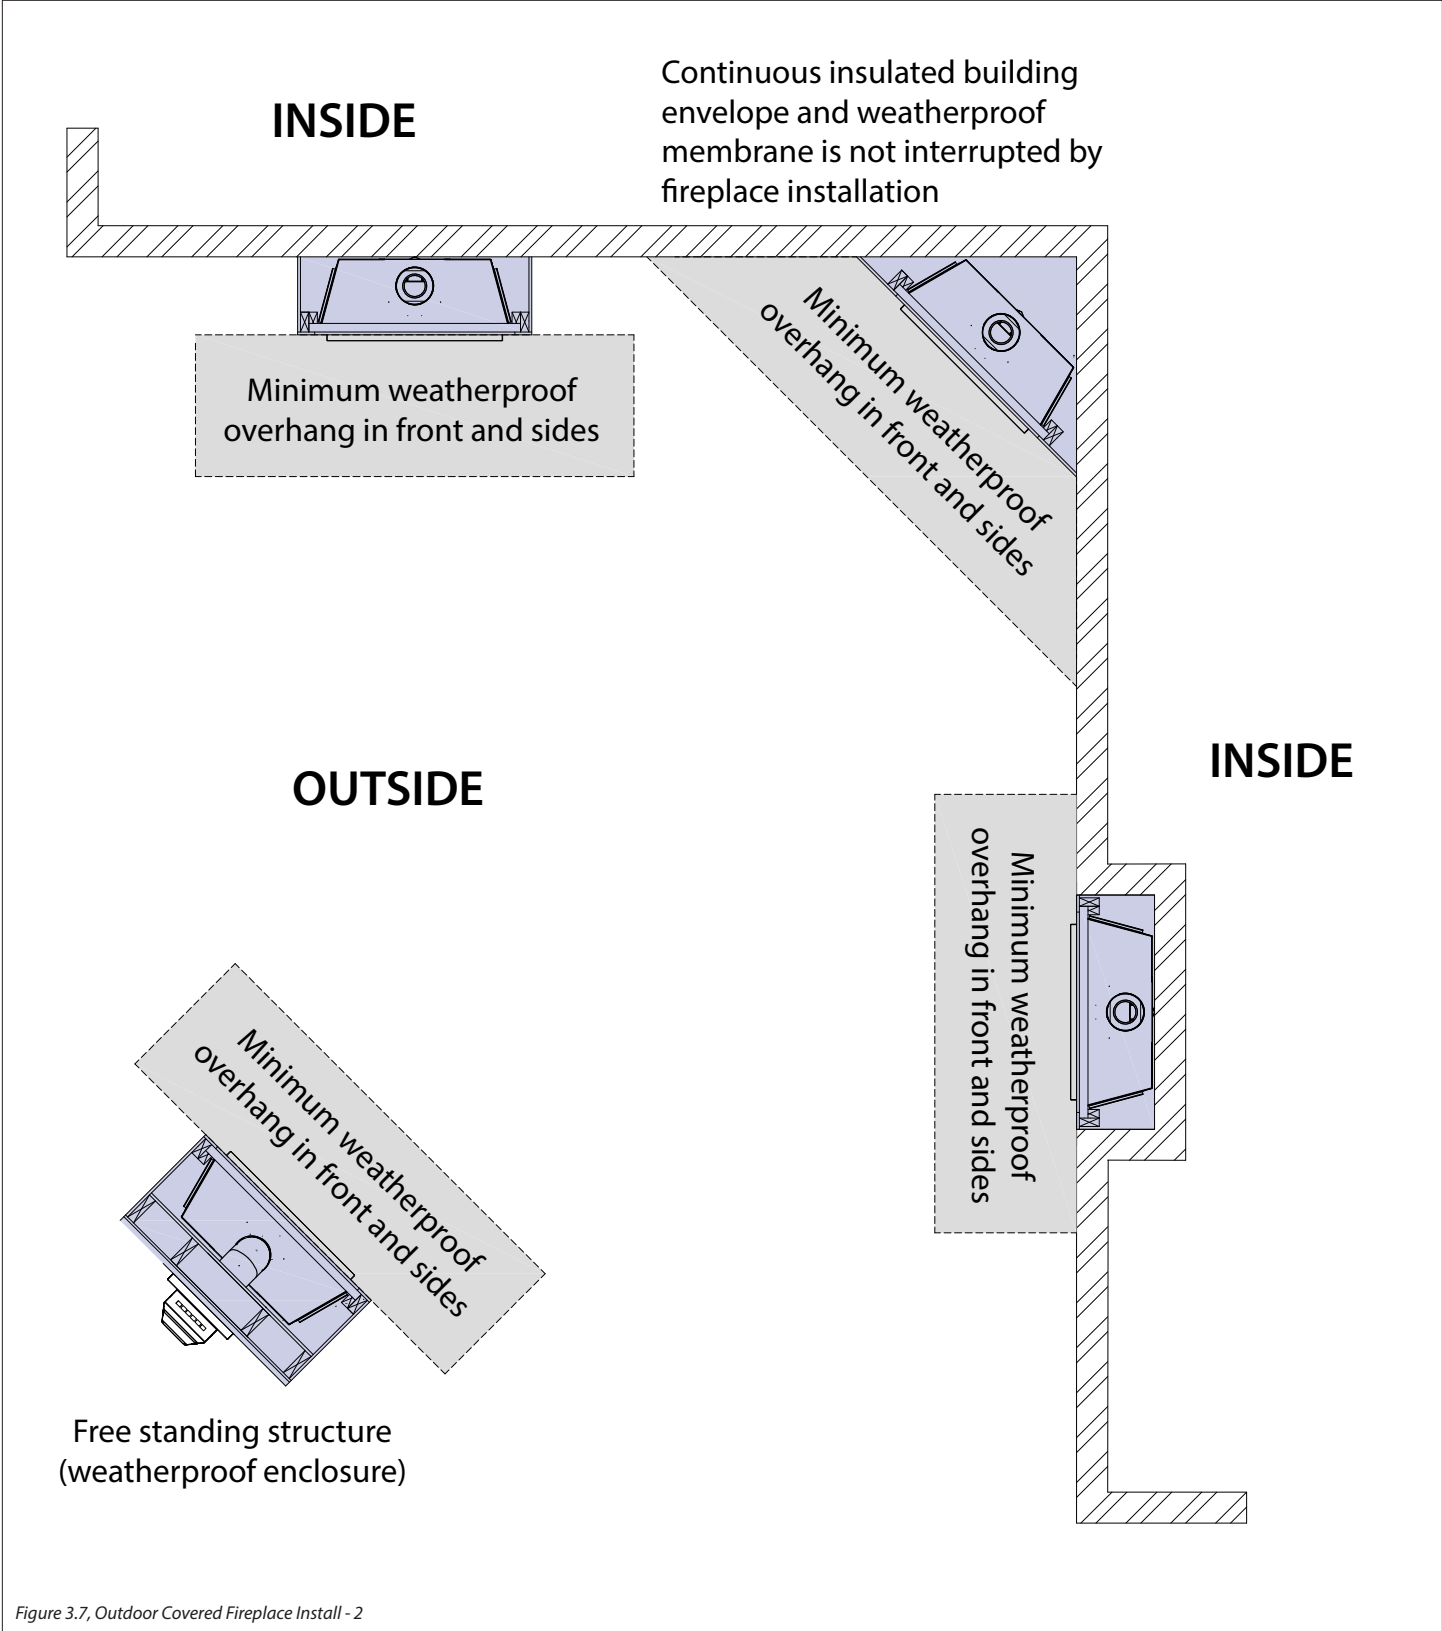 INSIDE
Continuous insulated building
envelope and weatherproof
membrane is not interrupted by
fireplace installation
Minimum weatherproof
overhang in front and sides
Minimum weatherproof
overhang in front and sides
OUTSIDE
INSIDE
Minimum weatherproof
overhang in front and sides
Minimum weatherproof
overhang in front and sides
Free standing structure
(weatherproof enclosure)
Figure 3.7, Outdoor Covered Fireplace Install - 2